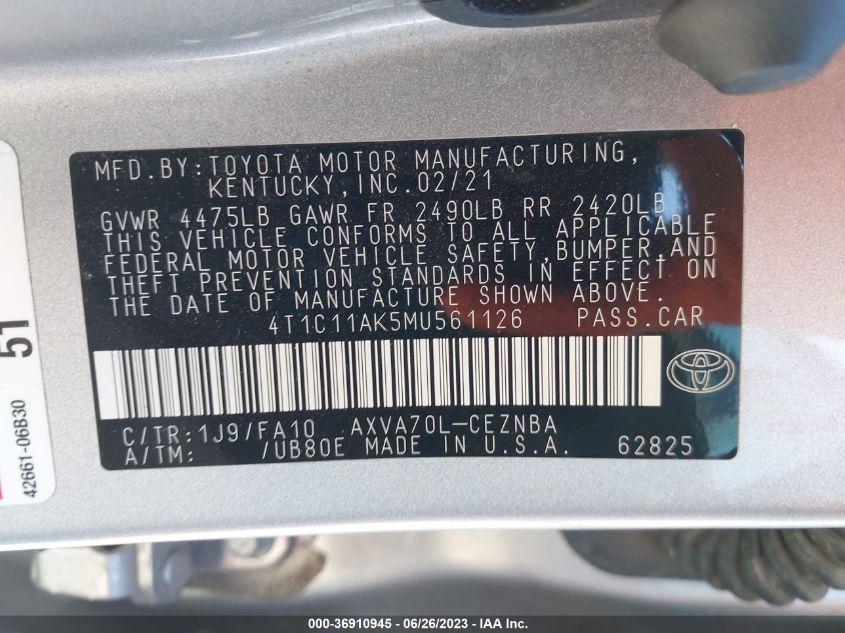 MFD.BY:TOYOTA MOTOR MANUFACTURING,
KENTUCKY,INC.02/21
GVWR 4475LB GAWR FR 2490LB RR 2420LB
THIS VEHICLE CONFORMS TO ALL APPLICABLE
FEDERAL MOTOR VEHICLE SAFETY,BUMPER,AND
THEFT PREVENTION STANDARDS IN EFFECT ON
THE DATE OF MANUFACTURE SHOWN ABOVE.
4T1C11AK5MU561126 PASS.CAR
C/TR:1J9/FA10 AXVA70L-CEZNBA
A/TM: /UB80E MADE IN U.S.A. 62825
51
42661-06B30
000-36910945 - 06/26/2023 - IAA Inc.